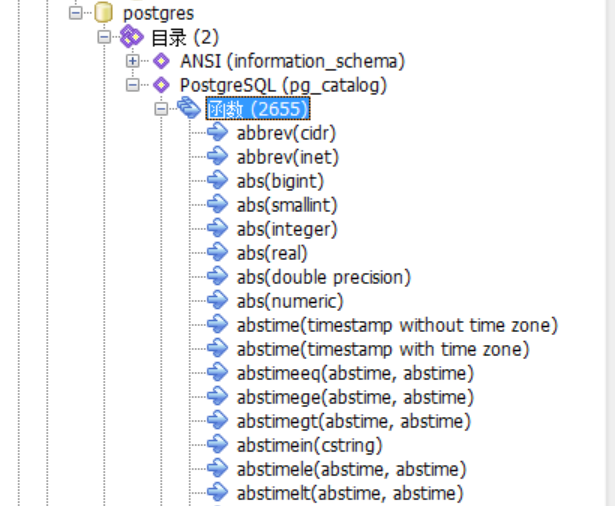 postgres
目录 (2)
ANSI (information_schema)
PostgreSQL (pg_catalog)
函数 (2655)
abbrev(cidr)
abbrev(inet)
abs(bigint)
abs(smallint)
abs(integer)
abs(real)
abs(double precision)
abs(numeric)
abstime(timestamp without time zone)
abstime(timestamp with time zone)
abstimeeq(abstime, abstime)
abstimege(abstime, abstime)
abstimegt(abstime, abstime)
abstimein(cstring)
abstimele(abstime, abstime)
abstimelt(abstime, abstime)